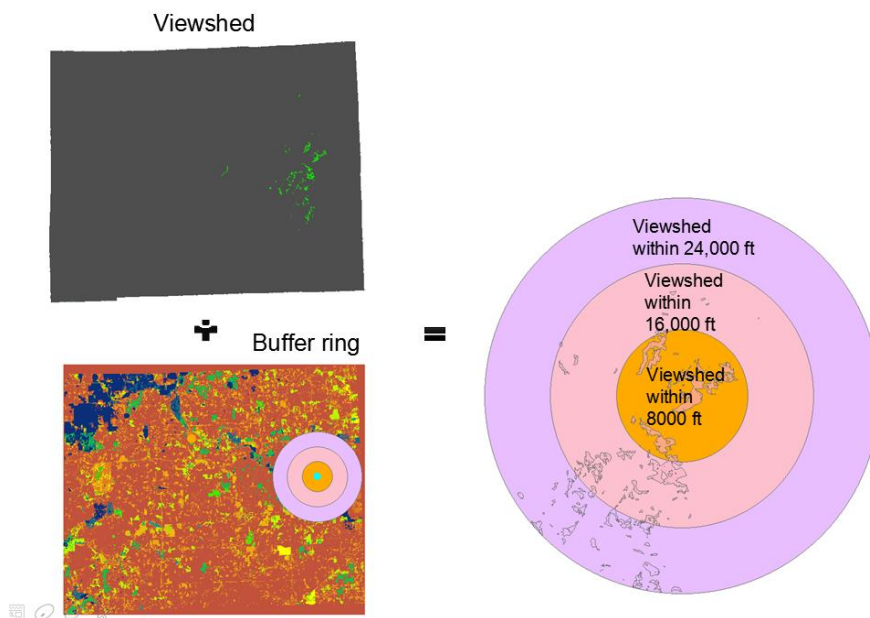 Viewshed
Buffer ring
Viewshed
within 24,000 ft
Viewshed
within
16,000 ft
Viewshed
within
8000 ft